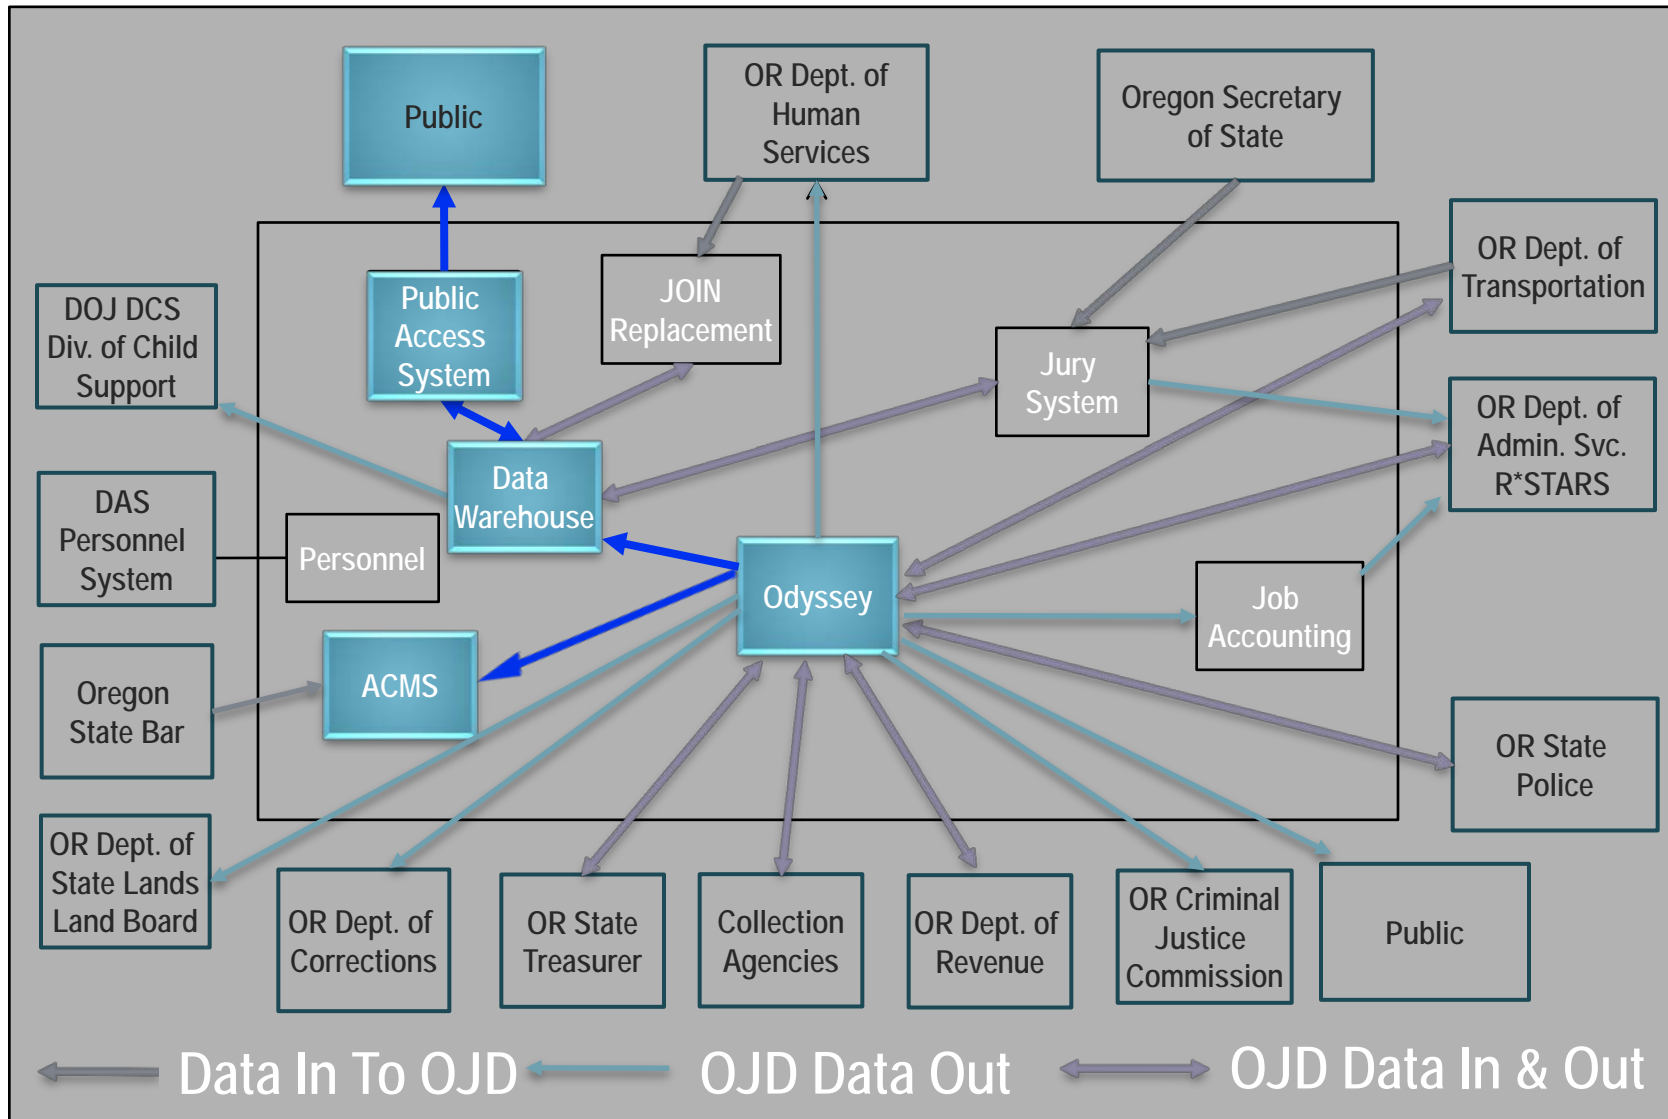 Public
OR Dept. of
Human
Services
Oregon Secretary
of State
OR Dept. of
Transportation
DOJ DCS
Div. of Child
Support
Public
Access
System
JOIN
Replacement
Jury
System
OR Dept. of
Admin. Svc.
R*STARS
DAS
Personnel
System
Personnel
Data
Warehouse
Odyssey
Job
Accounting
Oregon
State Bar
ACMS
OR State
Police
OR Dept. of
State Lands
Land Board
OR Dept. of
Corrections
OR State
Treasurer
Collection
Agencies
OR Dept. of
Revenue
OR Criminal
Justice
Commission
Public
Data In To OJD
OJD Data Out
OJD Data In & Out